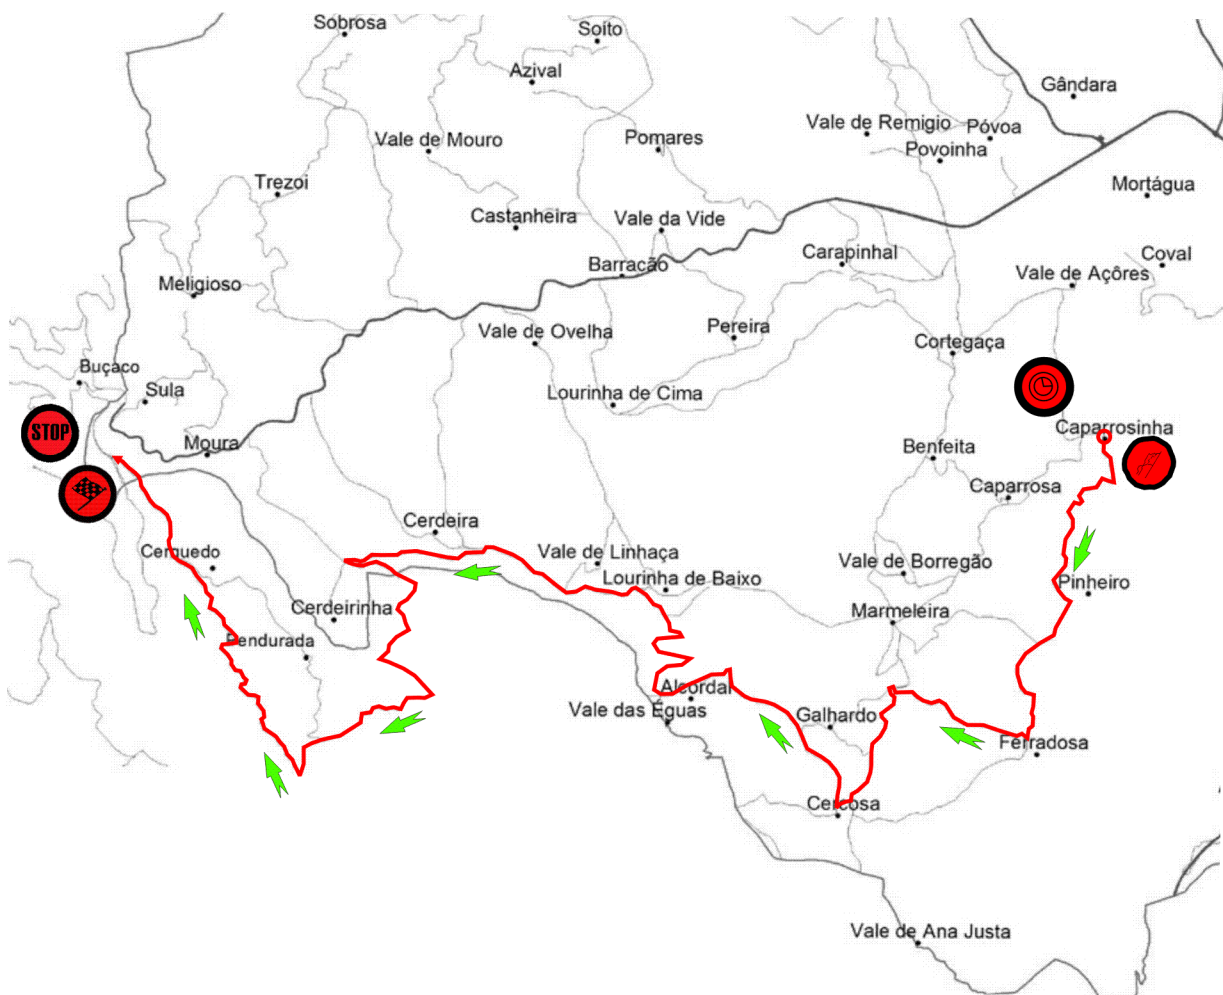 Sobrosa
Soito
Azival
Gândara
Vale de Mouro
Pomares
Vale de Remigio
Póvoa
Povoinha
Trezoi
Mortágua
Castanheira
Vale da Vide
Barracão
Carapinhal
Coval
Vale de Açôres
Meligioso
Vale de Ovelha
Pereira
Cortegaça
Buçaco
Sula
Lourinha de Cima
STOP
Moura
Benfeita
Caparrosinha
Caparrosa
Cerdeira
Cerquedo
Vale de Linhaça
Lourinha de Baixo
Vale de Borregão
Pinheiro
Cerdeirinha
Marmeleira
Pendurada
Alcordal
Vale das Éguas
Galhardo
Ferradosa
Cercosa
Vale de Ana Justa